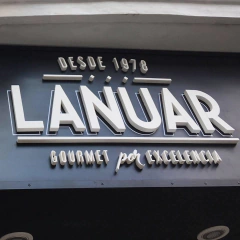 DESDE 1978
LANUAR
GOURMET por EXCELENCIA